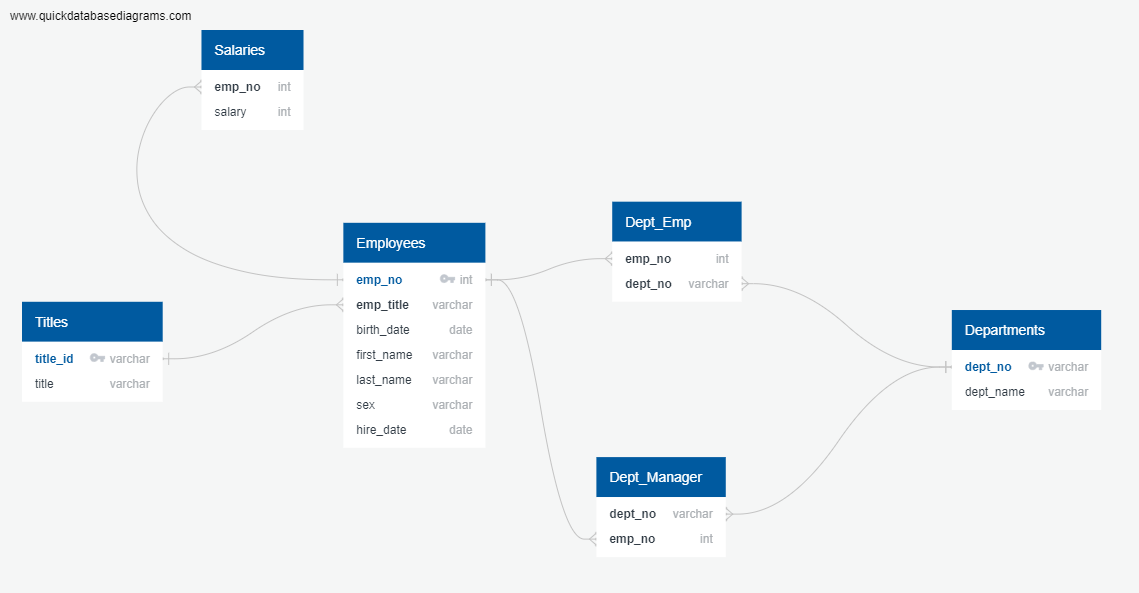 www.quickdatabasediagrams.com
Salaries
emp_no int
salary int
Employees
emp_no int
emp_title varchar
birth_date date
first_name varchar
last_name varchar
sex varchar
hire_date date
Titles
title_id varchar
title varchar
Dept_Emp
emp_no int
dept_no varchar
Departments
dept_no varchar
dept_name varchar
Dept_Manager
dept_no varchar
emp_no int